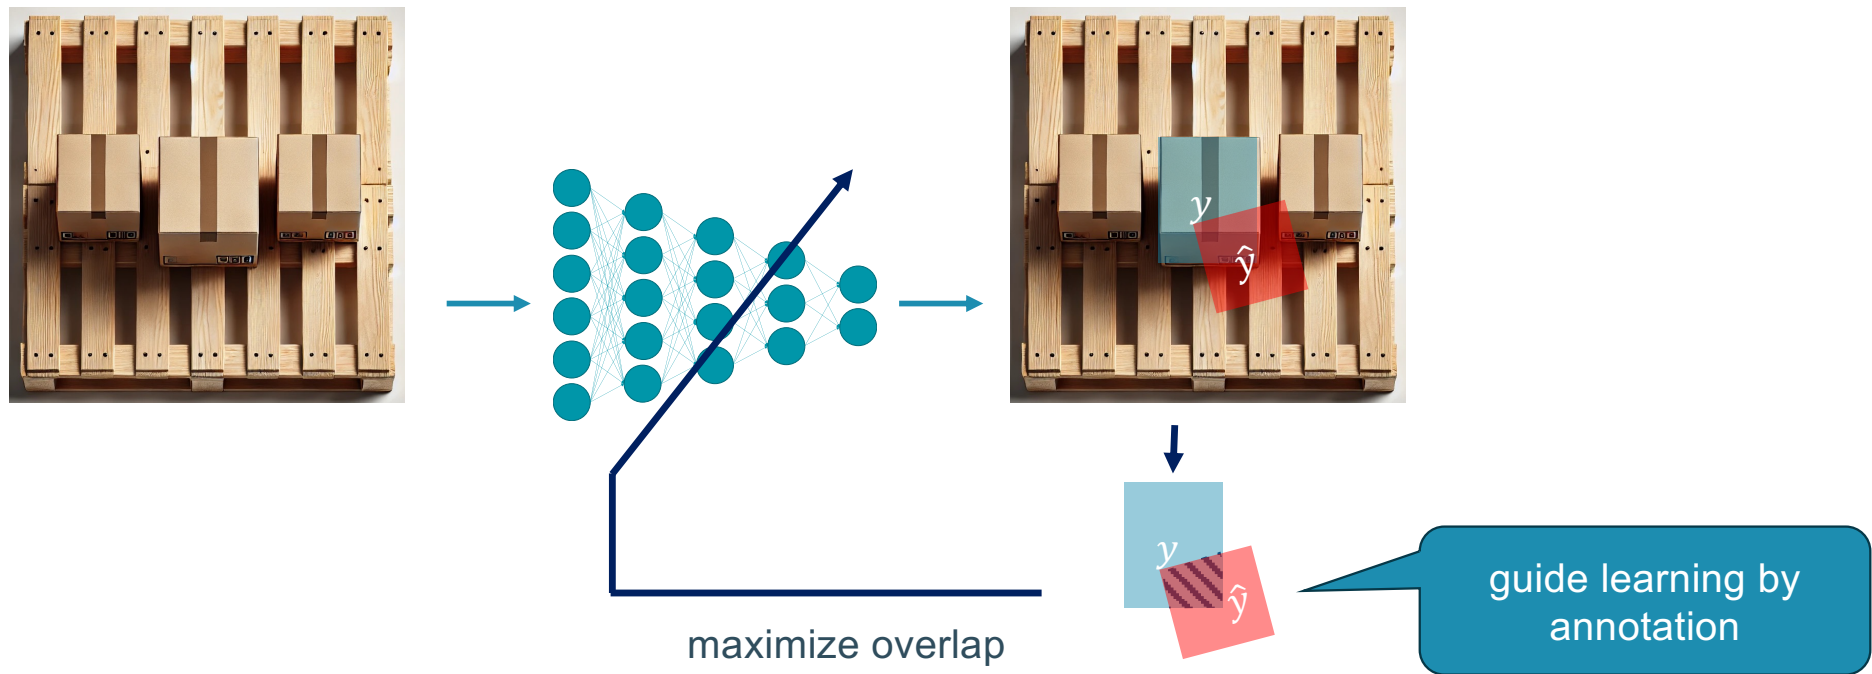 y
ŷ
y
ŷ
maximize overlap
guide learning by
annotation